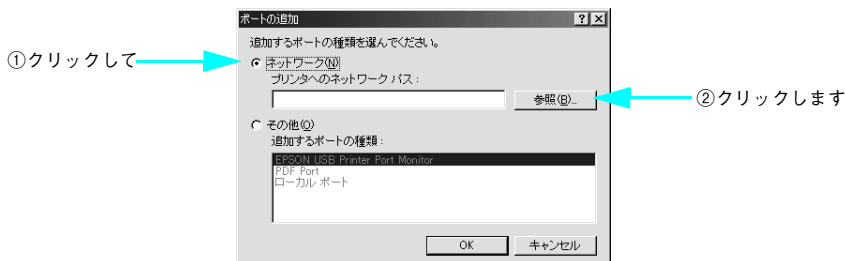 ポートの追加
追加するポートの種類を選んでください。
①クリックして
ネットワーク(N)
プリンタへのネットワーク パス：
参照(B)...
②クリックします
その他(O)
追加するポートの種類：
EPSON USB Printer Port Monitor
PDF Port
ローカル ポート
OK
キャンセル